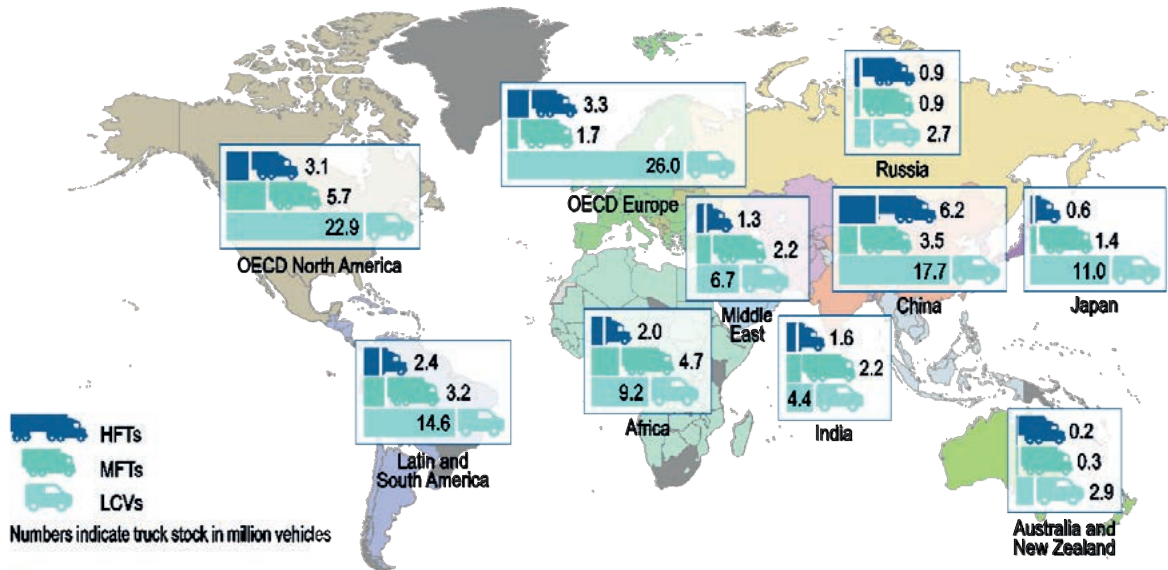 0.9
0.9
2.7
Russia
3.3
1.7
26.0
OECD Europe
3.1
5.7
22.9
OECD North America
1.3
2.2
6.7
Middle
East
6.2
3.5
17.7
China
0.6
1.4
11.0
Japan
2.4
3.2
14.6
Latin and
South America
2.0
4.7
9.2
Africa
1.6
2.2
4.4
India
0.2
0.3
2.9
Australia and
New Zealand
HFTs
MFTs
LCVs
Numbers indicate truck stock in million vehicles